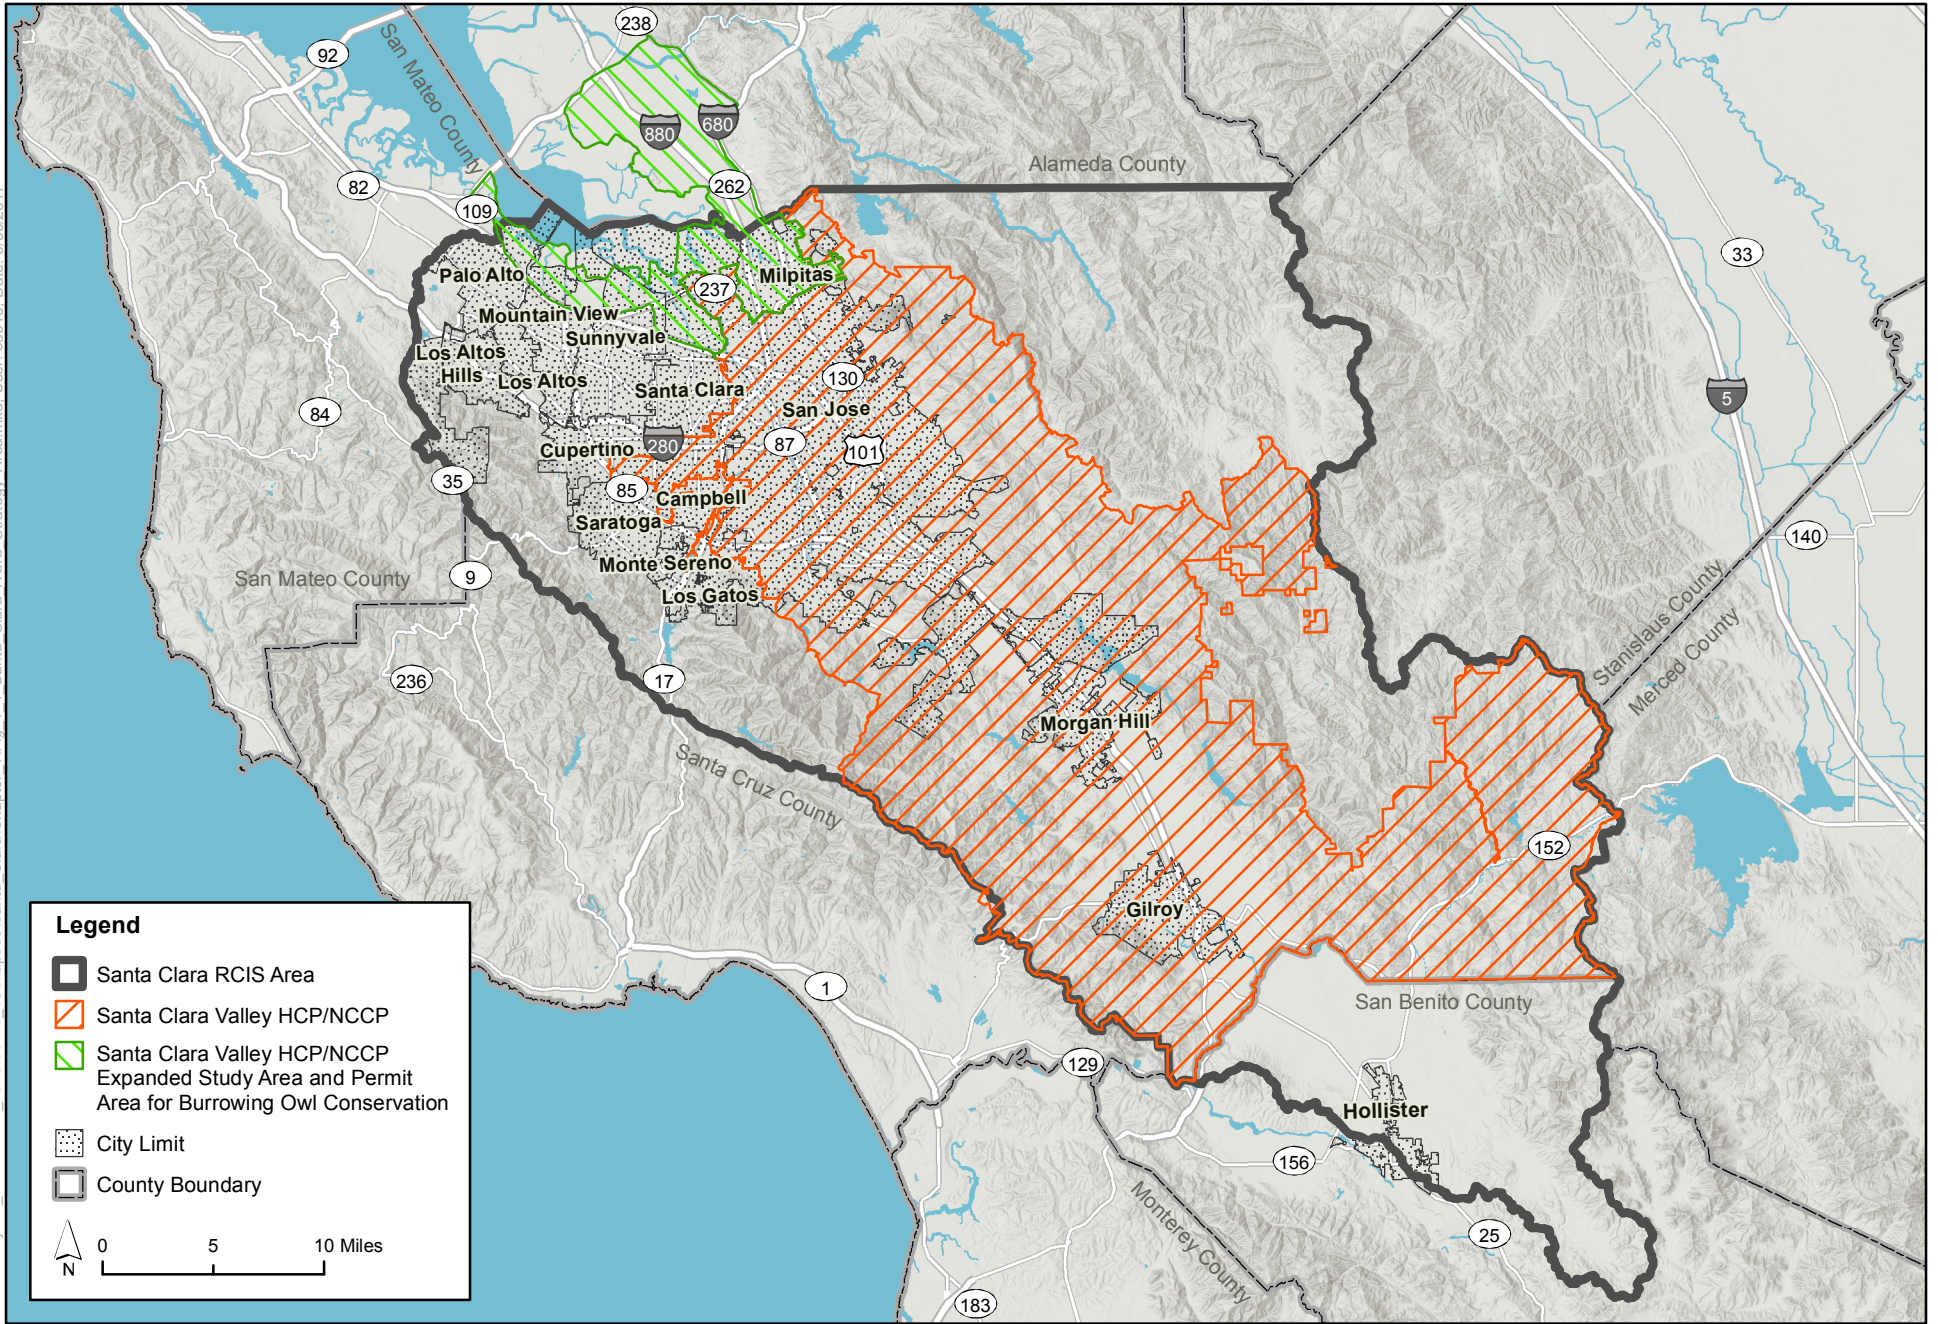 238
92
San Mateo County
880
680
Alameda County
82
262
109
33
Palo Alto
Milpitas
237
Mountain View
Sunnyvale
Los Altos
Hills
Los Altos
130
Santa Clara
San Jose
5
84
87
280
101
Cupertino
35
85
Campbell
Saratoga
140
San Mateo County
9
Monte Sereno
Los Gatos
Stanislaus County
Merced County
236
17
Morgan Hill
Santa Cruz County
152
Gilroy
1
San Benito County
129
Hollister
156
Monterey County
25
183
Legend
Santa Clara RCIS Area
Santa Clara Valley HCP/NCCP
Santa Clara Valley HCP/NCCP
Expanded Study Area and Permit
Area for Burrowing Owl Conservation
City Limit
County Boundary
N
0 5 10 Miles